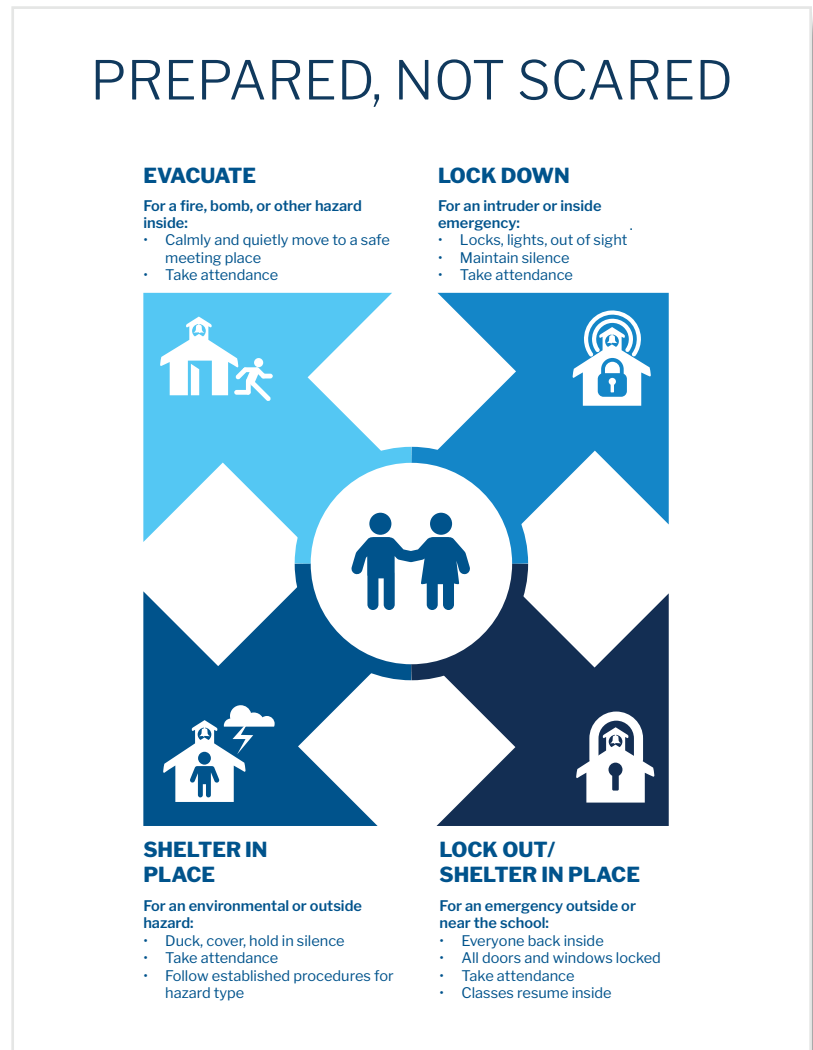 PREPARED, NOT SCARED
EVACUATE
For a fire, bomb, or other hazard
inside:
• Calmly and quietly move to a safe
meeting place
• Take attendance
LOCK DOWN
For an intruder or inside
emergency:
• Locks, lights, out of sight
• Maintain silence
• Take attendance
SHELTER IN
PLACE
For an environmental or outside
hazard:
• Duck, cover, hold in silence
• Take attendance
• Follow established procedures for
hazard type
LOCK OUT/
SHELTER IN PLACE
For an emergency outside or
near the school:
• Everyone back inside
• All doors and windows locked
• Take attendance
• Classes resume inside